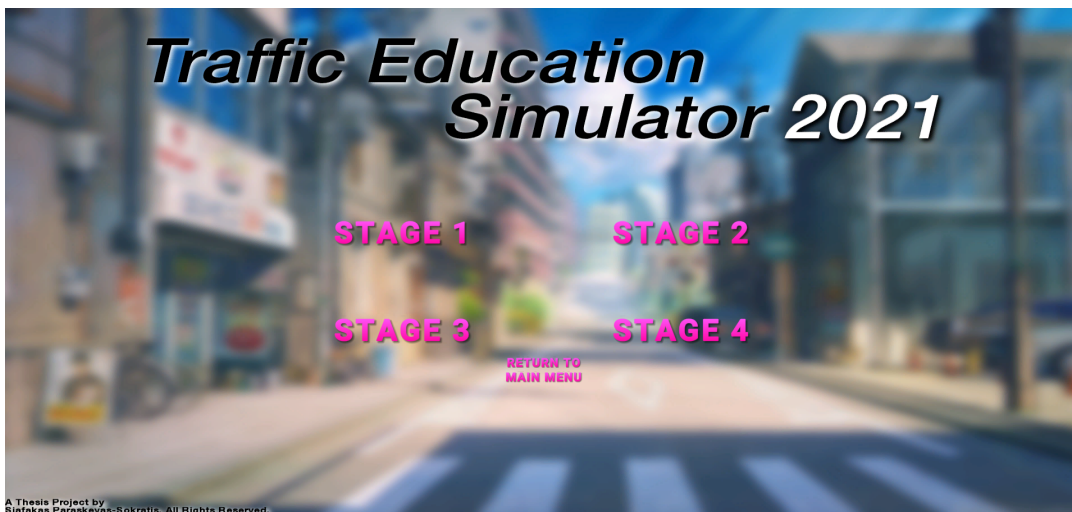 Traffic Education
Simulator 2021
STAGE 1
STAGE 2
STAGE 3
STAGE 4
RETURN TO
MAIN MENU
A Thesis Project by
Siafakas Paraskevas-Sokratis. All Rights Reserved